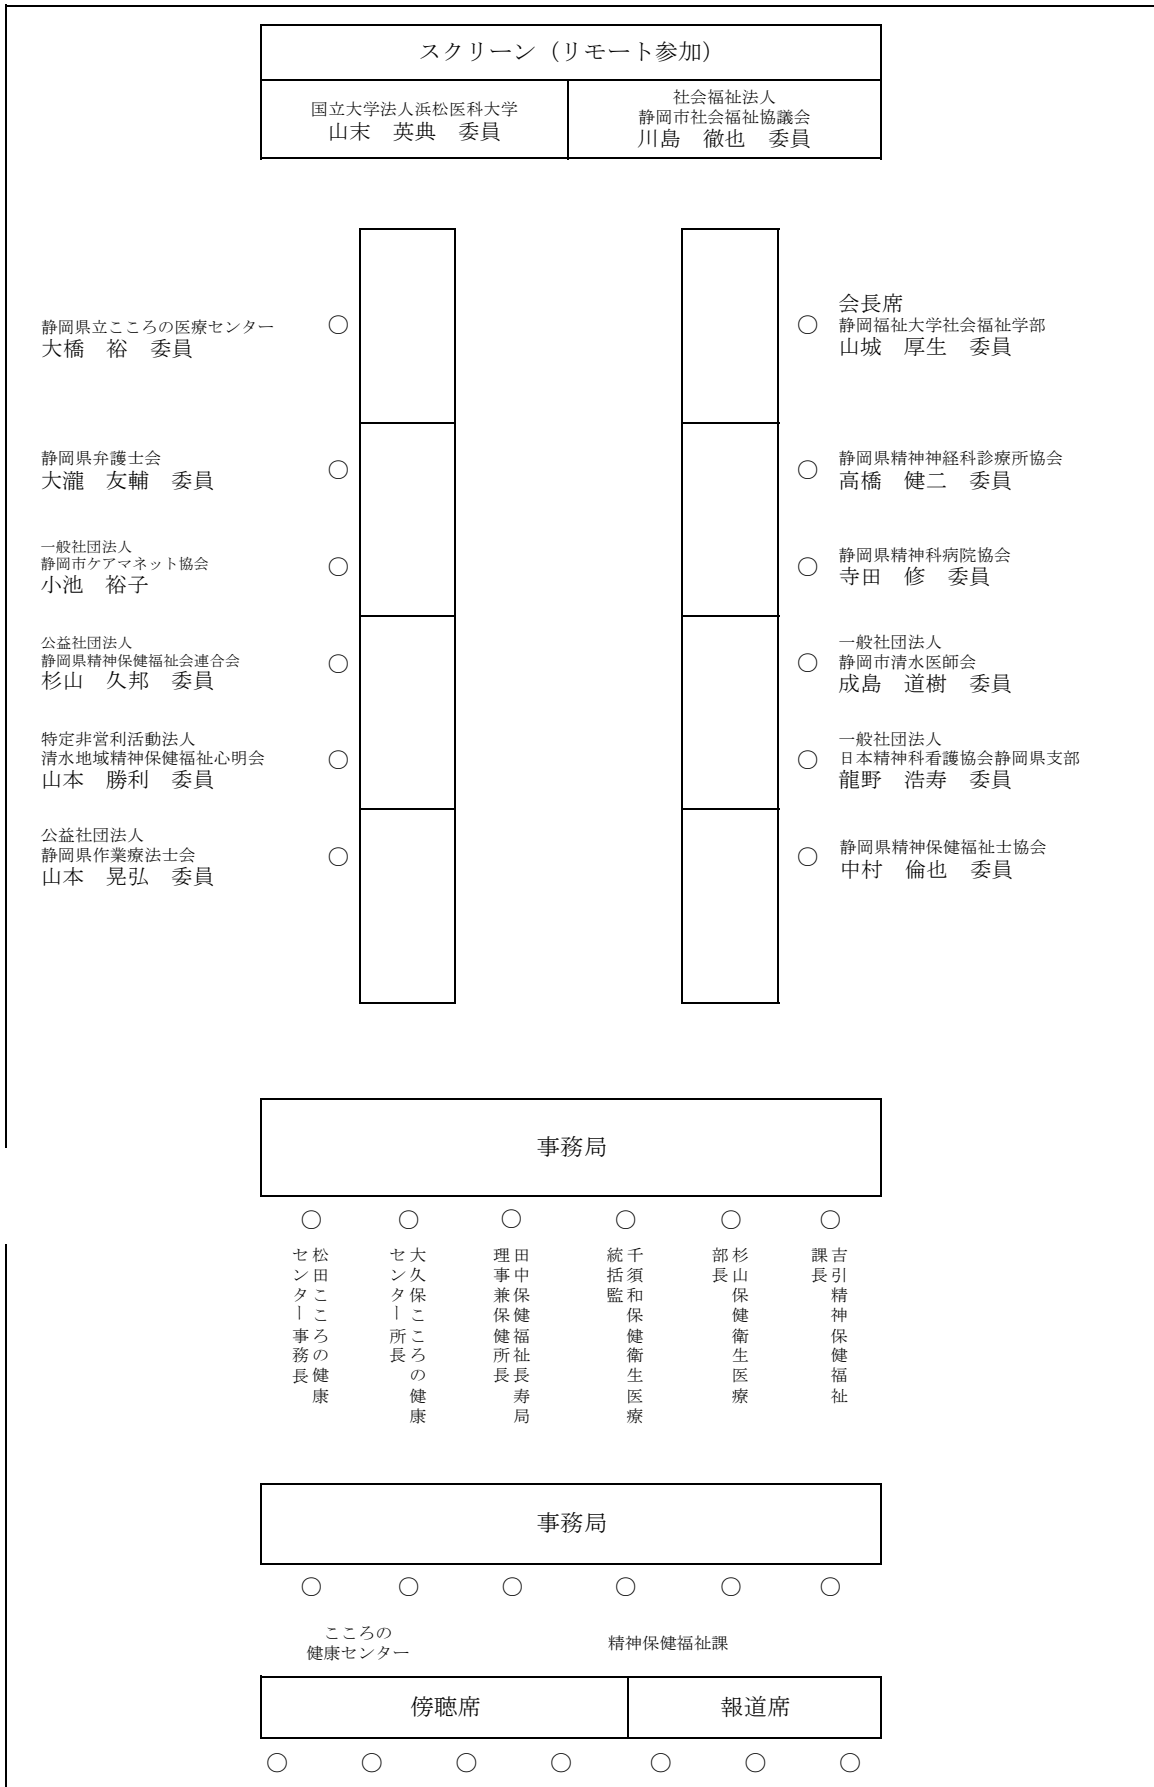 スクリーン（リモート参加）
国立大学法人浜松医科大学
山末　英典　委員
社会福祉法人
静岡市社会福祉協議会
川島　徹也　委員
静岡県立こころの医療センター
大橋　裕　委員
静岡県弁護士会
大瀧　友輔　委員
一般社団法人
静岡市ケアマネット協会
小池　裕子
公益社団法人
静岡県精神保健福祉会連合会
杉山　久邦　委員
特定非営利活動法人
清水地域精神保健福祉心明会
山本　勝利　委員
公益社団法人
静岡県作業療法士会
山本　晃弘　委員
会長席
静岡福祉大学社会福祉学部
山城　厚生　委員
静岡県精神神経科診療所協会
高橋　健二　委員
静岡県精神科病院協会
寺田　修　委員
一般社団法人
静岡市清水医師会
成島　道樹　委員
一般社団法人
日本精神科看護協会静岡県支部
龍野　浩寿　委員
静岡県精神保健福祉士協会
中村　倫也　委員
事務局
松田こころの健康
センター事務長
大久保こころの健康
センター所長
田中保健福祉長寿局
理事兼保健所長
千須和保健衛生医療
統括監
杉山保健衛生医療
部長
吉引精神保健福祉
課長
事務局
こころの
健康センター
精神保健福祉課
傍聴席
報道席